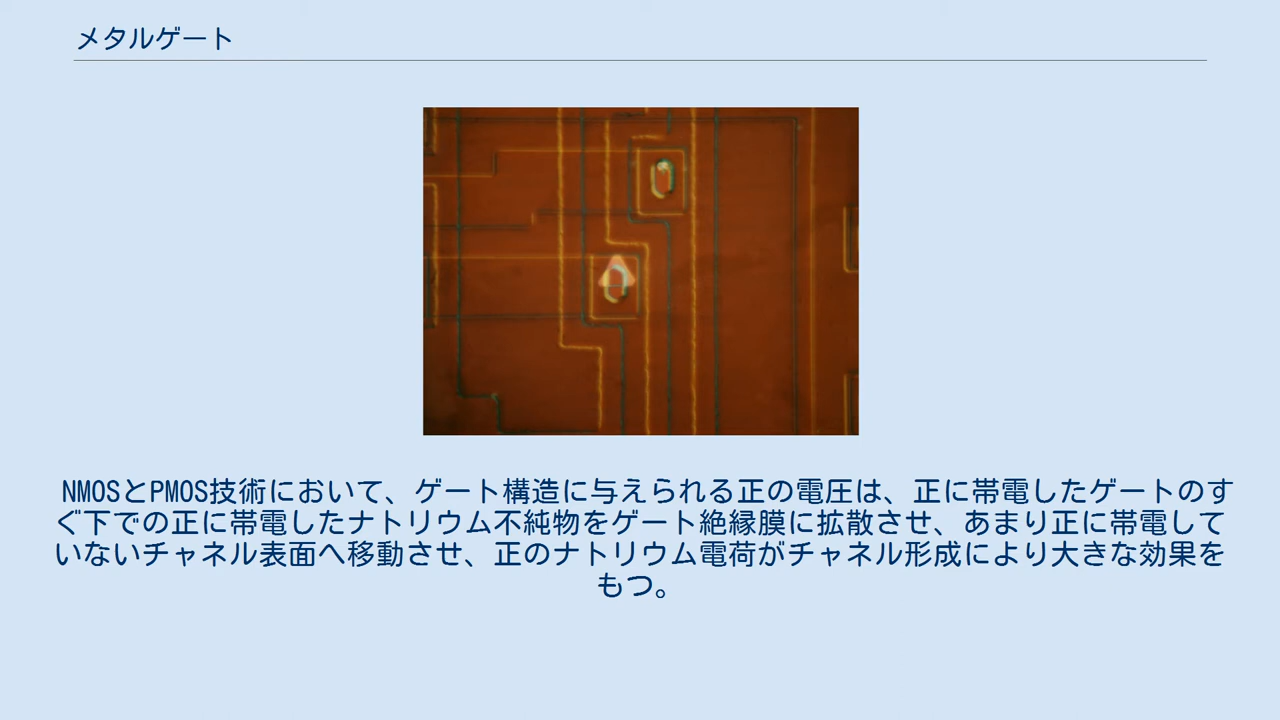 メタルゲート
NMOSとPMOS技術において、ゲート構造に与えられる正の電圧は、正に帯電したゲートのす
ぐ下での正に帯電したナトリウム不純物をゲート絶縁膜に拡散させ、あまり正に帯電して
いないチャネル表面へ移動させ、正のナトリウム電荷がチャネル形成により大きな効果を
もつ。